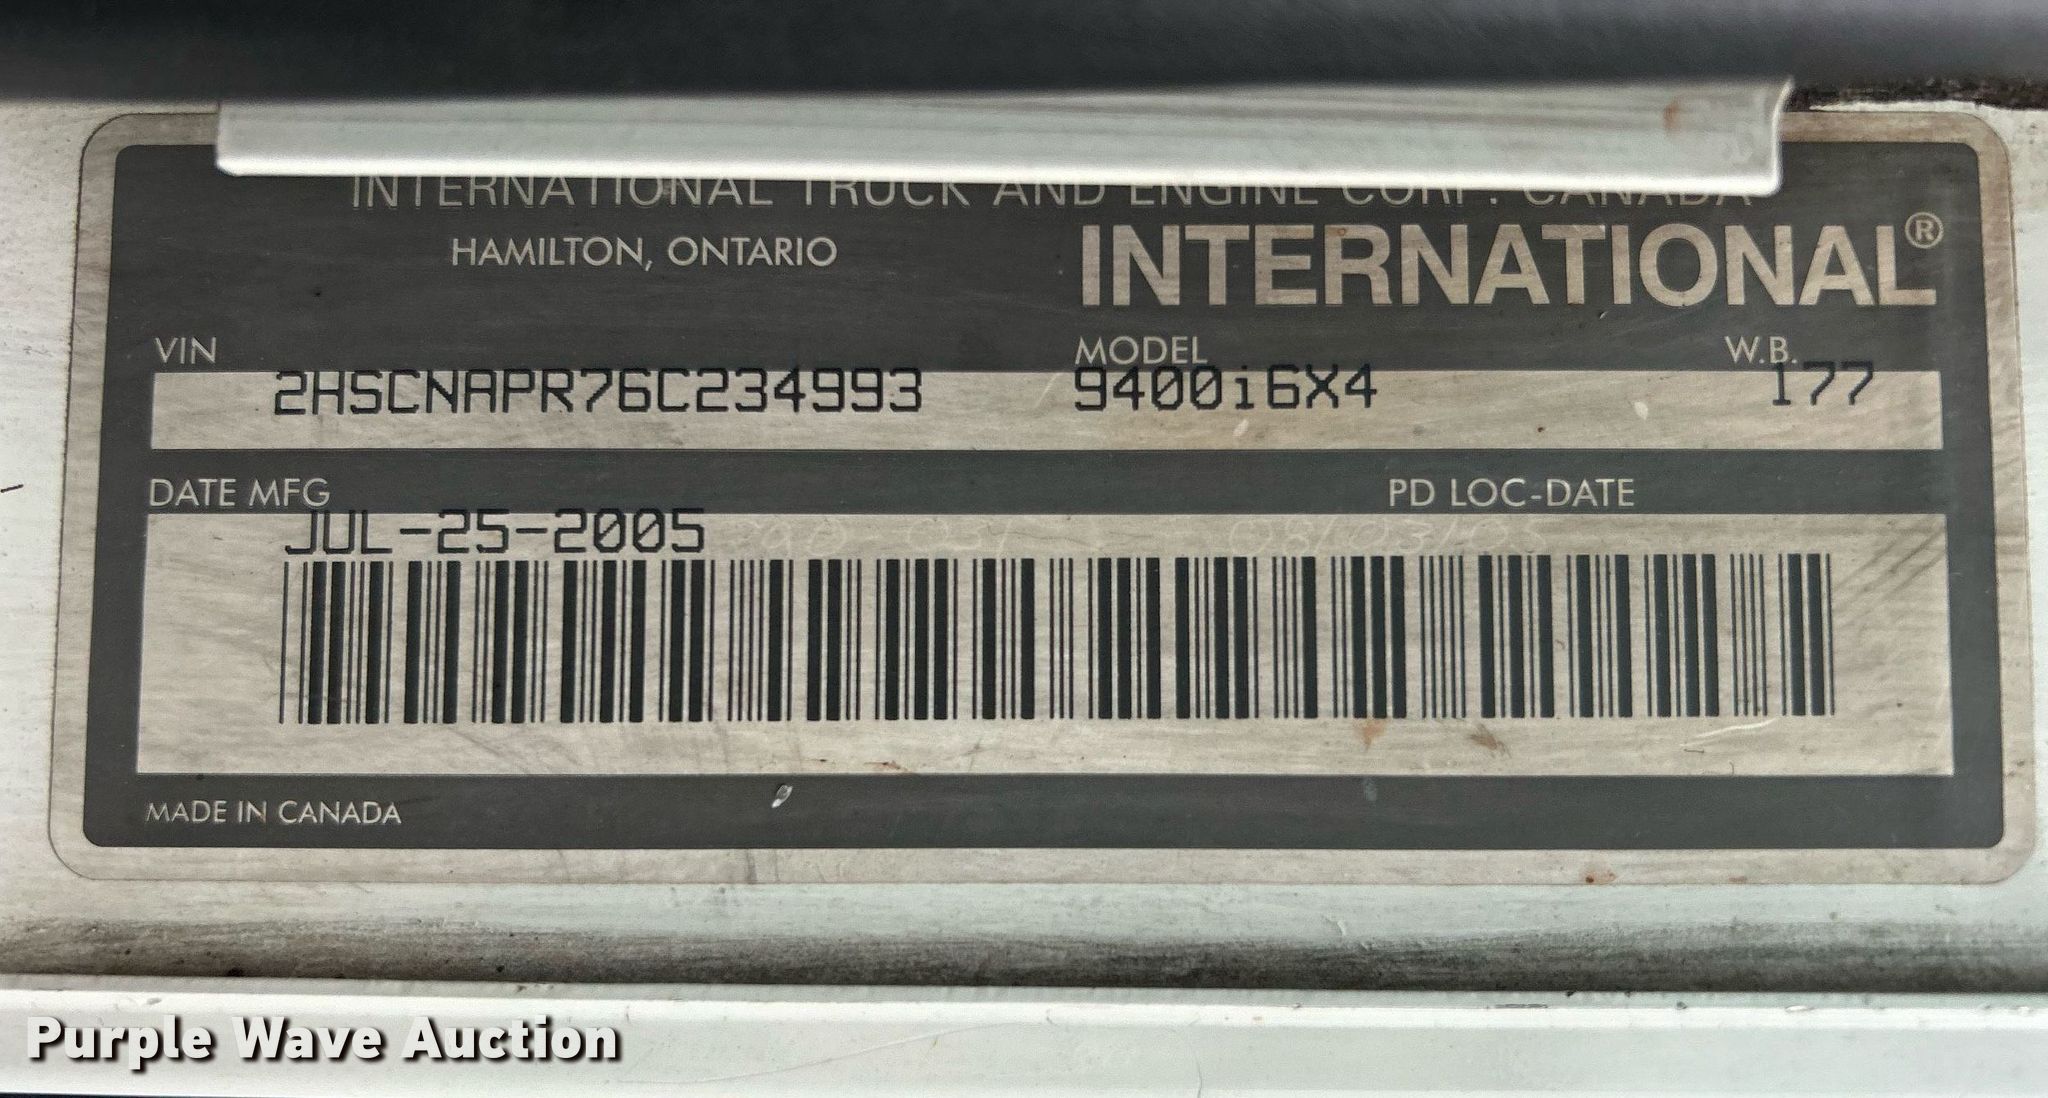 INTERNATIONAL TRUCK AND ENGINE CORP. CANADA
HAMILTON, ONTARIO
INTERNATIONAL®
VIN MODEL W.B.
2HSCNAPR76C234993 9400i6X4 177
DATE MFG PD LOC-DATE
JUL-25-2005
MADE IN CANADA
Purple Wave Auction